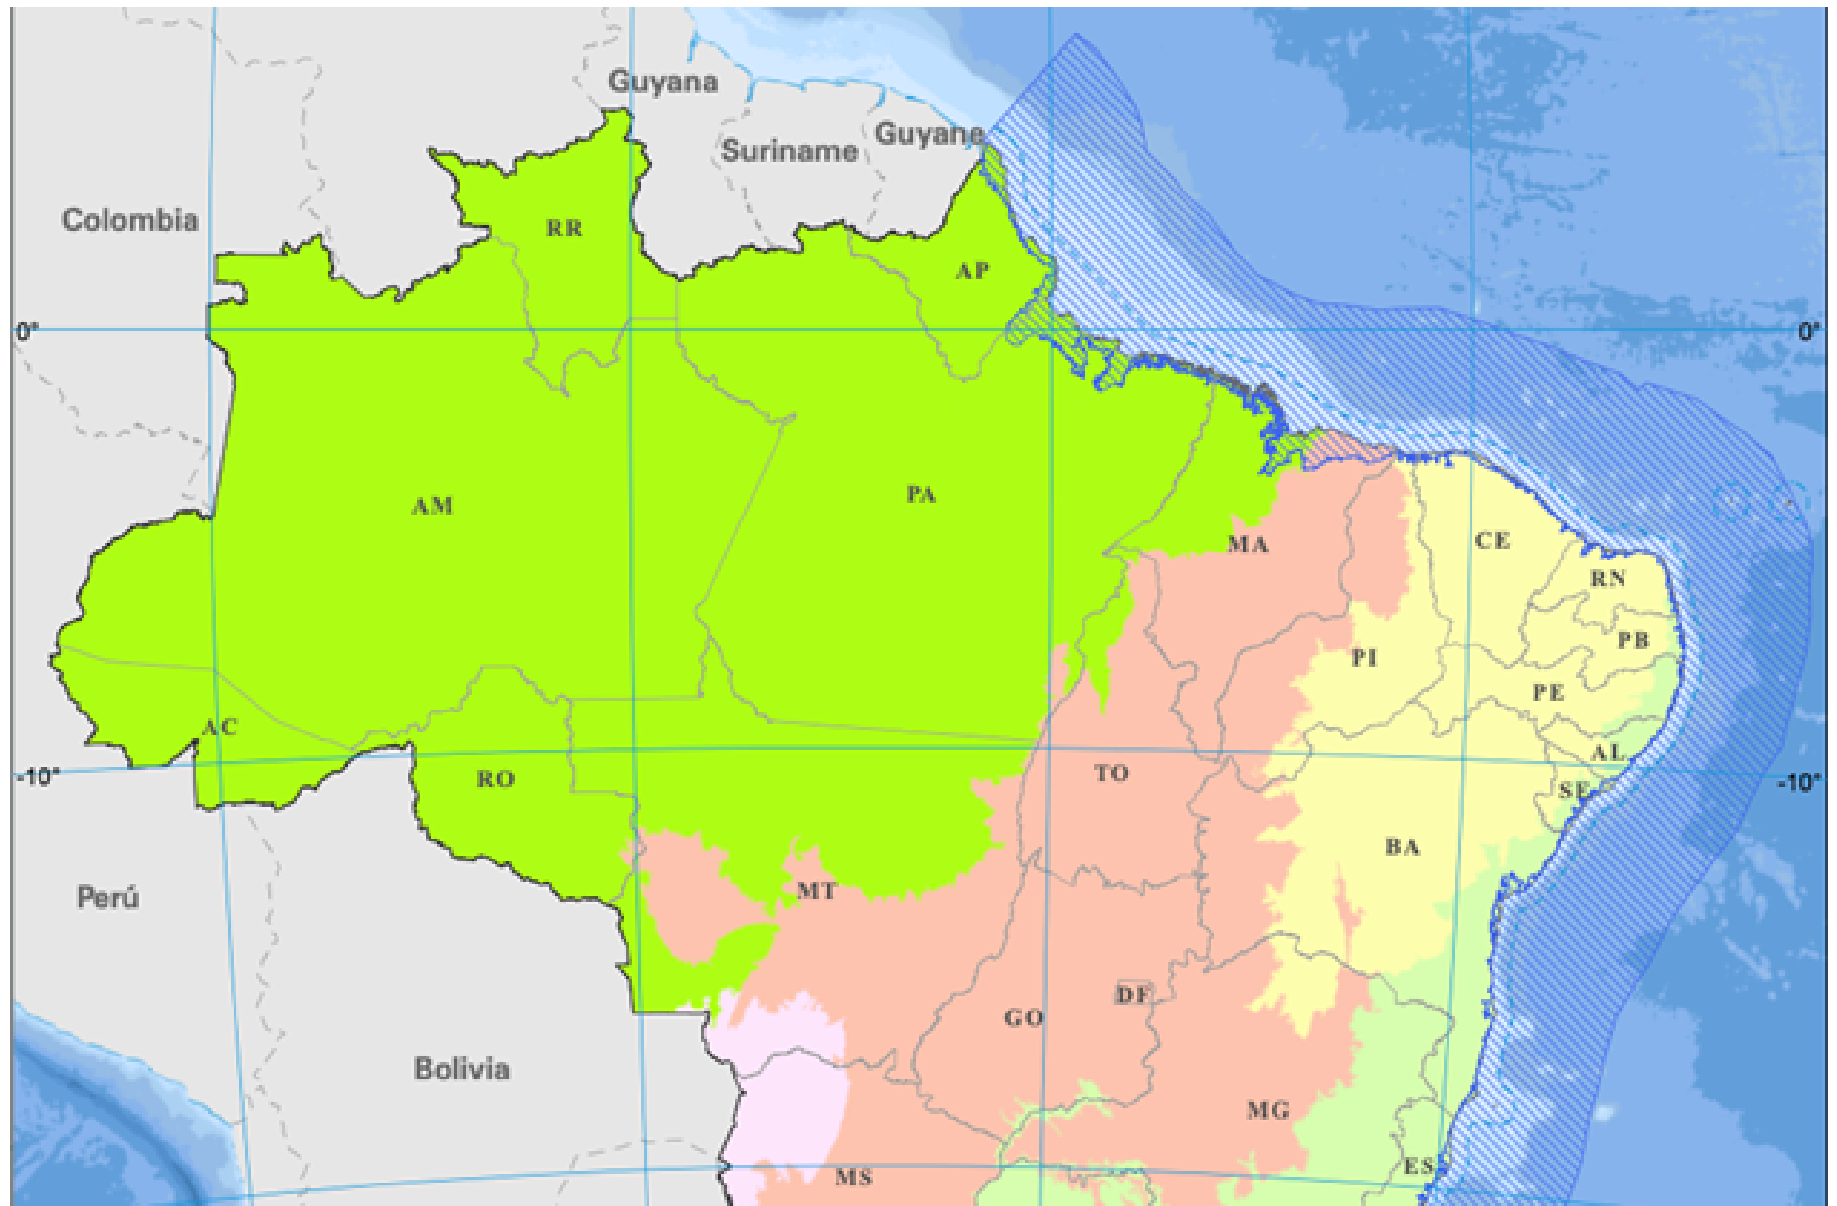 Guyana
Suriname
Guyane
Colombia
RR
AP
0°
0°
AM
PA
MA
CE
RN
PB
PI
PE
AC
AL
RO
TO
-10°
-10°
SE
BA
MT
Perú
DF
GO
Bolivia
MG
ES
MS